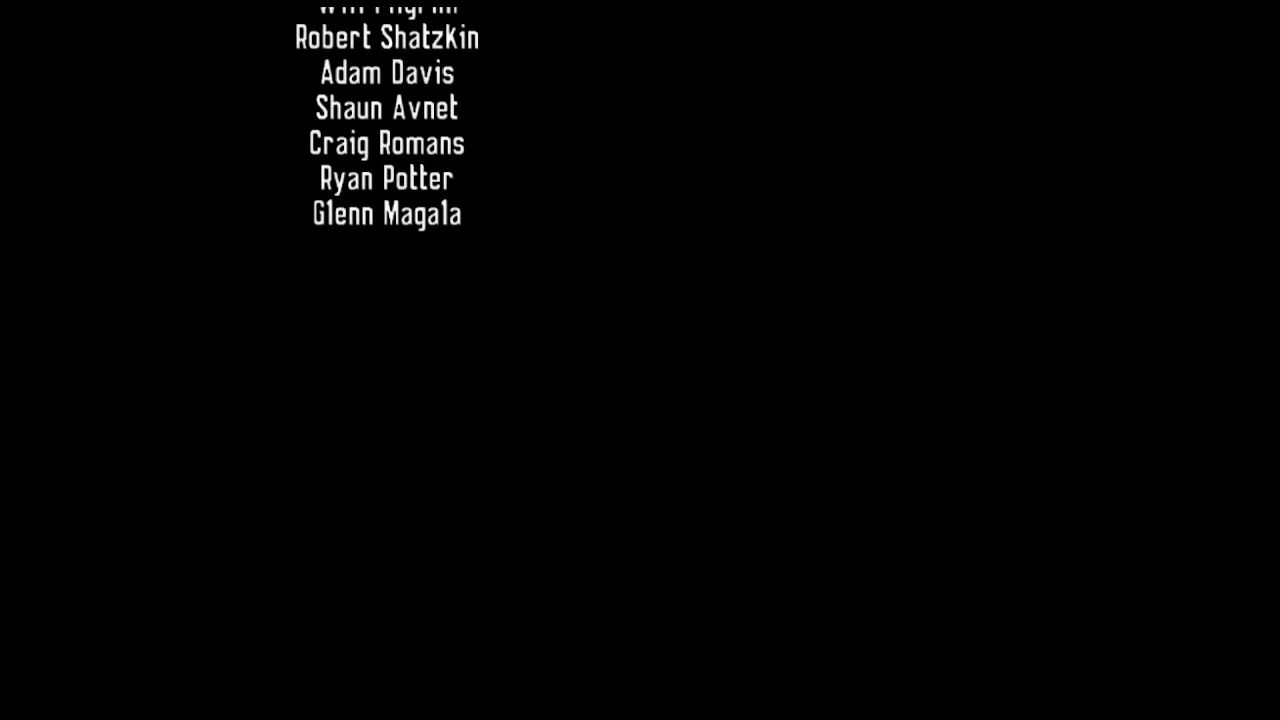 Robert Shatzkin
Adam Davis
Shaun Avnet
Craig Romans
Ryan Potter
Glenn Magala